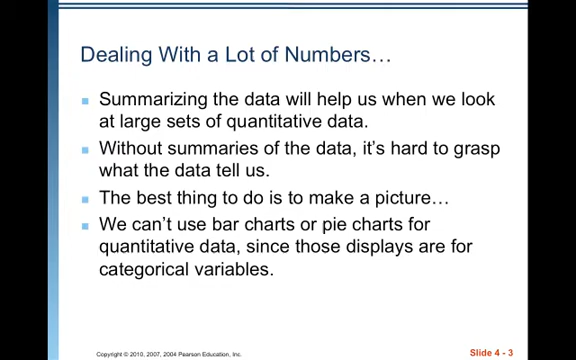 Dealing With a Lot of Numbers…
Summarizing the data will help us when we look
at large sets of quantitative data.
Without summaries of the data, it’s hard to grasp
what the data tell us.
The best thing to do is to make a picture…
We can’t use bar charts or pie charts for
quantitative data, since those displays are for
categorical variables.
Copyright © 2010, 2007, 2004 Pearson Education, Inc.
Slide 4 - 3